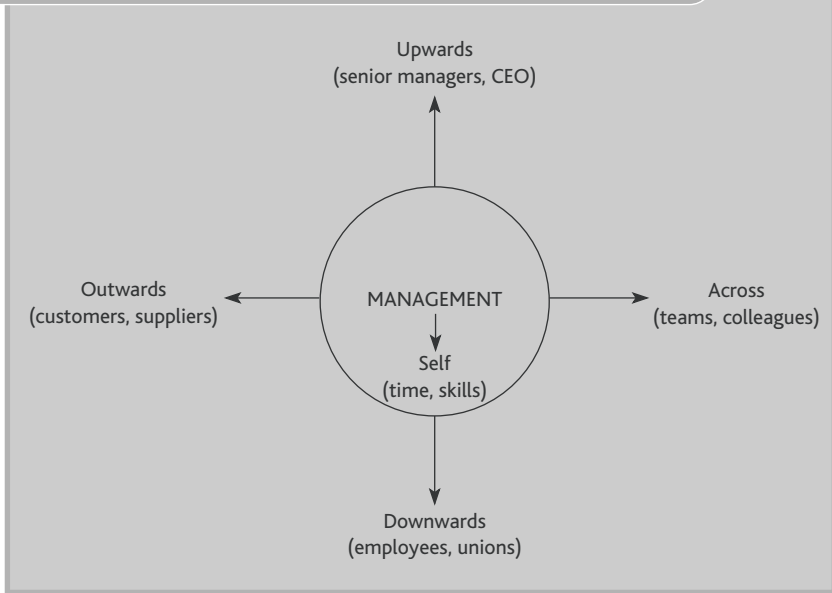 Upwards
(senior managers, CEO)
Outwards
(customers, suppliers)
MANAGEMENT
Across
(teams, colleagues)
Self
(time, skills)
Downwards
(employees, unions)